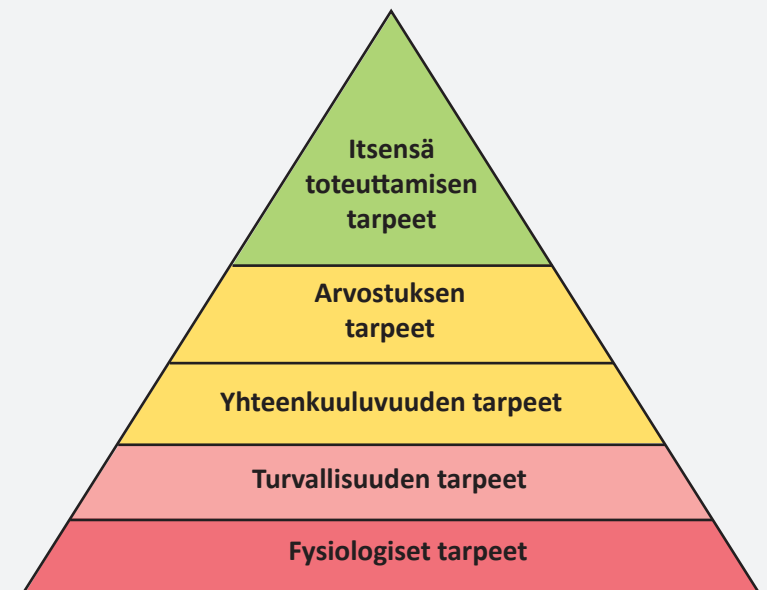 Itsensä
toteuttamisen
tarpeet
Arvostuksen
tarpeet
Yhteenkuuluvuuden tarpeet
Turvallisuuden tarpeet
Fysiologiset tarpeet